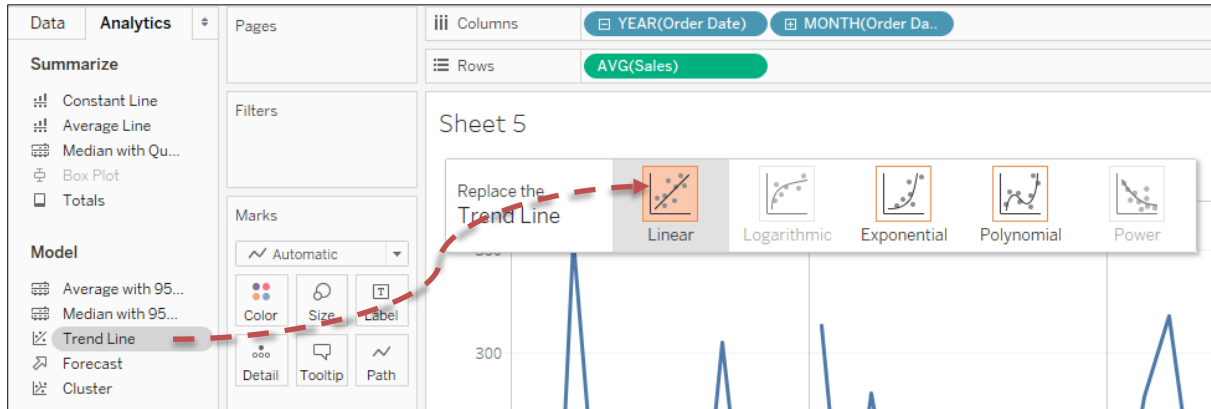 Data
Analytics
Summarize
Constant Line
Average Line
Median with Qu...
Box Plot
Totals
Model
Average with 95...
Median with 95...
Trend Line
Forecast
Cluster
Pages
Filters
Marks
Automatic
Color
Size
Label
Detail
Tooltip
Path
Columns
YEAR(Order Date)
MONTH(Order Da..
Rows
AVG(Sales)
Sheet 5
Replace the
Trend Line
Linear
Logarithmic
Exponential
Polynomial
Power
300